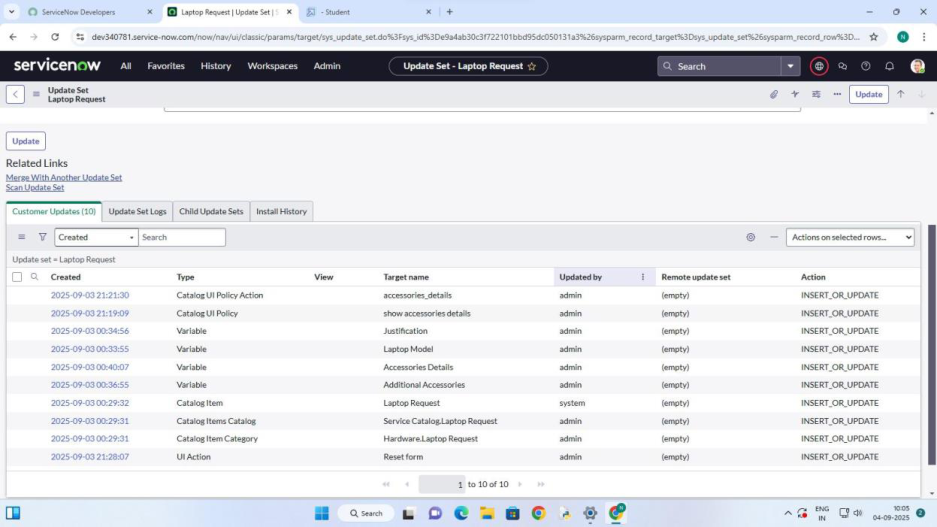 ServiceNow Developers
Laptop Request | Update Set | S
- Student
dev340781.service-now.com/now/nav/ui/classic/params/target/sys_update_set.do%3Fsys_id%3De9a4ab30c3f722101bbd95dc050131a3%26sysparm_record_target%3Dsys_update_set%26sysparm_record_row%3D...
servicenow All Favorites History Workspaces Admin Update Set - Laptop Request Search
Update Set
Laptop Request
Update
Update
Related Links
Merge With Another Update Set
Scan Update Set
Customer Updates (10) Update Set Logs Child Update Sets Install History
Created Search Actions on selected rows...
Update set = Laptop Request
Created Type View Target name Updated by Remote update set Action
2025-09-03 21:21:30 Catalog UI Policy Action accessories_details admin (empty) INSERT_OR_UPDATE
2025-09-03 21:19:09 Catalog UI Policy show accessories details admin (empty) INSERT_OR_UPDATE
2025-09-03 00:34:56 Variable Justification admin (empty) INSERT_OR_UPDATE
2025-09-03 00:33:55 Variable Laptop Model admin (empty) INSERT_OR_UPDATE
2025-09-03 00:40:07 Variable Accessories Details admin (empty) INSERT_OR_UPDATE
2025-09-03 00:36:55 Variable Additional Accessories admin (empty) INSERT_OR_UPDATE
2025-09-03 00:29:32 Catalog Item Laptop Request system (empty) INSERT_OR_UPDATE
2025-09-03 00:29:31 Catalog Items Catalog Service Catalog.Laptop Request admin (empty) INSERT_OR_UPDATE
2025-09-03 00:29:31 Catalog Item Category Hardware.Laptop Request admin (empty) INSERT_OR_UPDATE
2025-09-03 21:28:07 UI Action Reset form admin (empty) INSERT_OR_UPDATE
1 to 10 of 10
Search
ENG
IN
10:05
04-09-2025
2